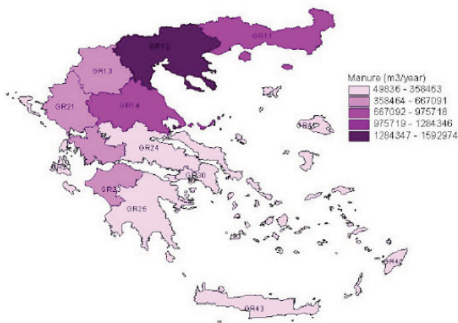 GR12
GR11
GR13
Manure (m3/year)
49836 - 358463
358464 - 667091
667092 - 975718
975719 - 1284346
1284347 - 1592974
GR21
GR14
GR24
GR30
GR23
GR25
GR42
GR43